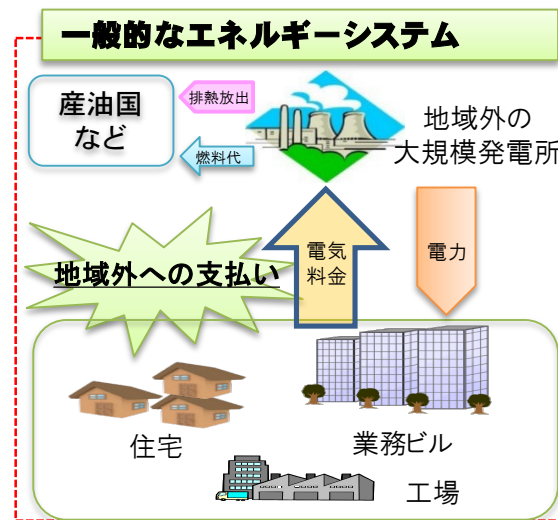 一般的なエネルギーシステム
産油国
など
排熱放出
燃料代
地域外の
大規模発電所
地域外への支払い
電気
料金
電力
住宅
業務ビル
工場